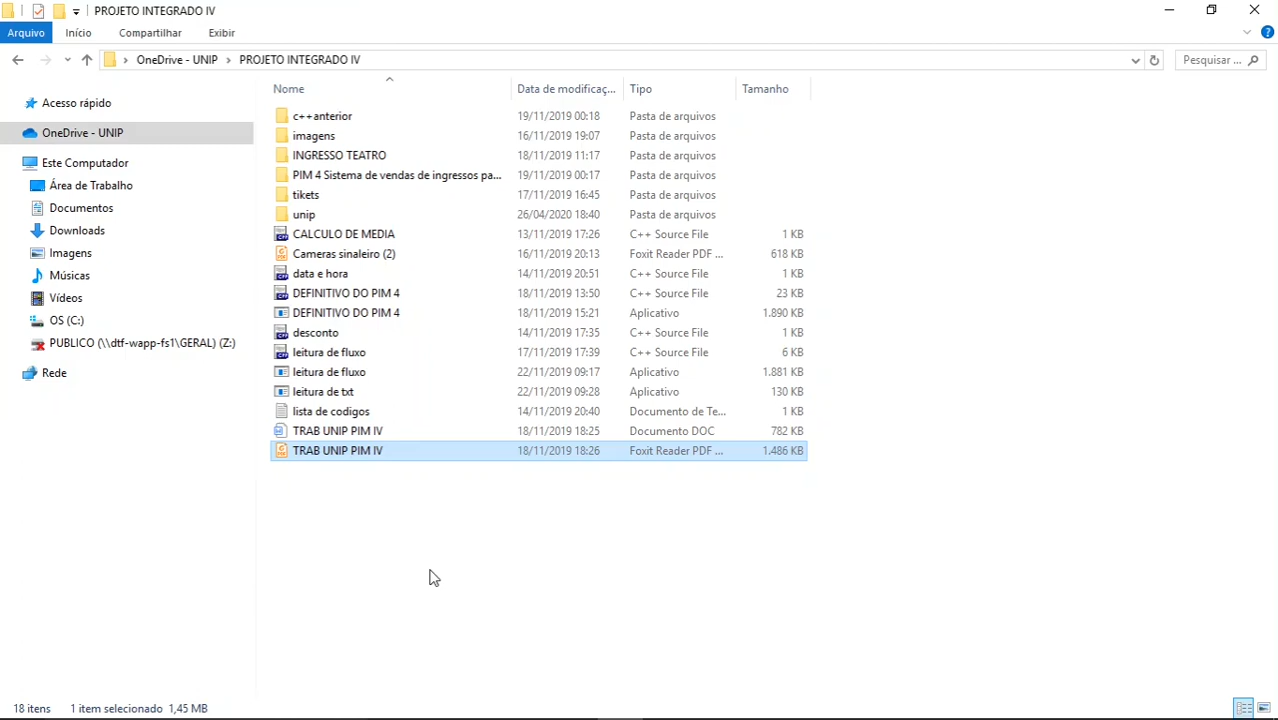 PROJETO INTEGRADO IV
Arquivo Início Compartilhar Exibir
OneDrive - UNIP PROJETO INTEGRADO IV Pesquisar ...
Nome Data de modificaç... Tipo Tamanho
Acesso rápido
OneDrive - UNIP
Este Computador
Área de Trabalho
Documentos
Downloads
Imagens
Músicas
Vídeos
OS (C:)
PUBLICO (\\dtf-wapp-fs1\GERAL) (Z:)
Rede
c++anterior 19/11/2019 00:18 Pasta de arquivos
imagens 16/11/2019 19:07 Pasta de arquivos
INGRESSO TEATRO 18/11/2019 11:17 Pasta de arquivos
PIM 4 Sistema de vendas de ingressos pa... 19/11/2019 00:17 Pasta de arquivos
tikets 17/11/2019 16:45 Pasta de arquivos
unip 26/04/2020 18:40 Pasta de arquivos
CALCULO DE MEDIA 13/11/2019 17:26 C++ Source File 1 KB
Cameras sinaleiro (2) 16/11/2019 20:13 Foxit Reader PDF ... 618 KB
data e hora 14/11/2019 20:51 C++ Source File 1 KB
DEFINITIVO DO PIM 4 18/11/2019 13:50 C++ Source File 23 KB
DEFINITIVO DO PIM 4 18/11/2019 15:21 Aplicativo 1.890 KB
desconto 14/11/2019 17:35 C++ Source File 1 KB
leitura de fluxo 17/11/2019 17:39 C++ Source File 6 KB
leitura de fluxo 22/11/2019 09:17 Aplicativo 1.881 KB
leitura de txt 22/11/2019 09:28 Aplicativo 130 KB
lista de codigos 14/11/2019 20:40 Documento de Te... 1 KB
TRAB UNIP PIM IV 18/11/2019 18:25 Documento DOC 782 KB
TRAB UNIP PIM IV 18/11/2019 18:26 Foxit Reader PDF ... 1.486 KB
18 itens 1 item selecionado 1,45 MB